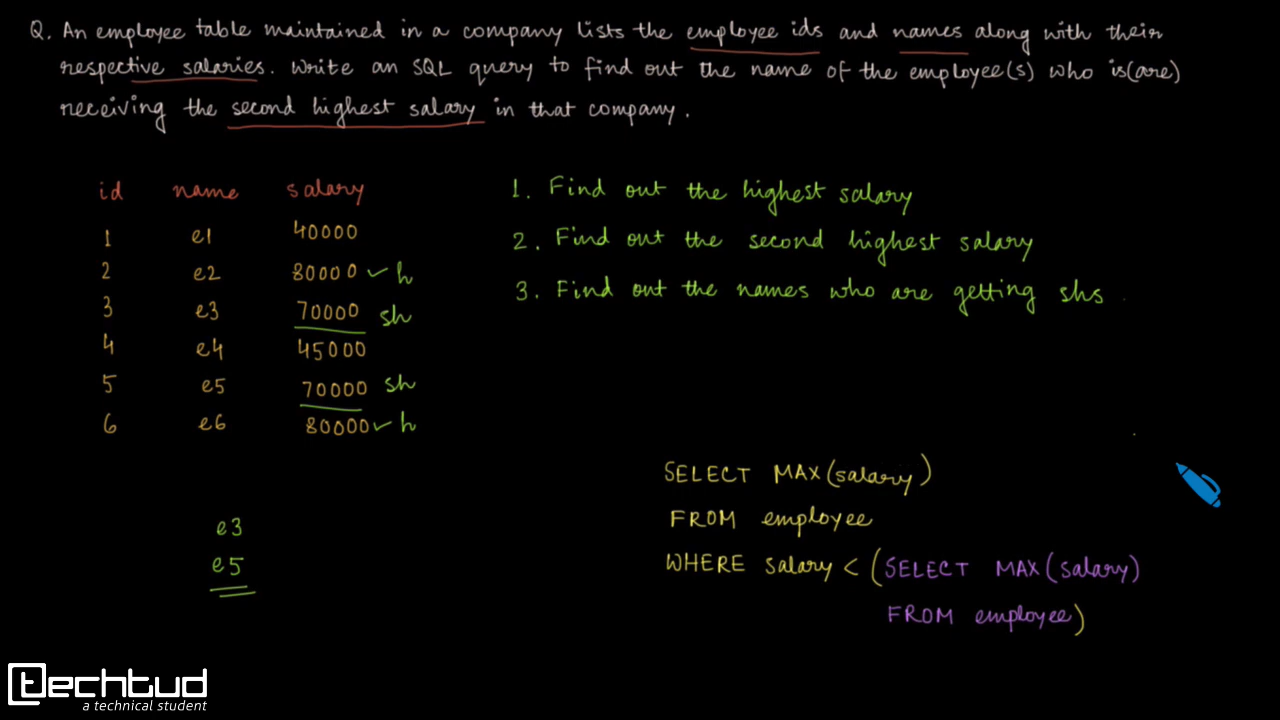 Q. An employee table maintained in a company lists the employee ids and names along with their
respective salaries. Write an SQL query to find out the name of the employee(s) who is(are)
receiving the second highest salary in that company.
id name salary
1 e1 40000
2 e2 80000 ✓ h
3 e3 70000 sh
4 e4 45000
5 e5 70000 sh
6 e6 80000 ✓ h
e3
e5
1. Find out the highest salary
2. Find out the second highest salary
3. Find out the names who are getting shs
SELECT MAX(salary)
FROM employee
WHERE salary < (SELECT MAX(salary)
FROM employee)
techtud
a technical student